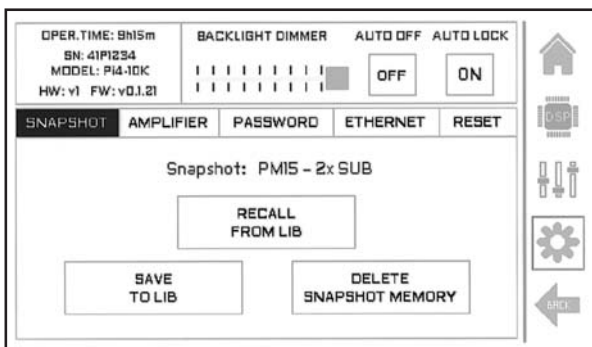 OPER.TIME: 9h15m
SN: 41P1234
MODEL: Pi4-10K
HW: v1 FW: v0.1.21
BACKLIGHT DIMMER
AUTO OFF
OFF
AUTO LOCK
ON
SNAPSHOT AMPLIFIER PASSWORD ETHERNET RESET
Snapshot: PM15 - 2x SUB
RECALL
FROM LIB
SAVE
TO LIB
DELETE
SNAPSHOT MEMORY
DSP
BACK